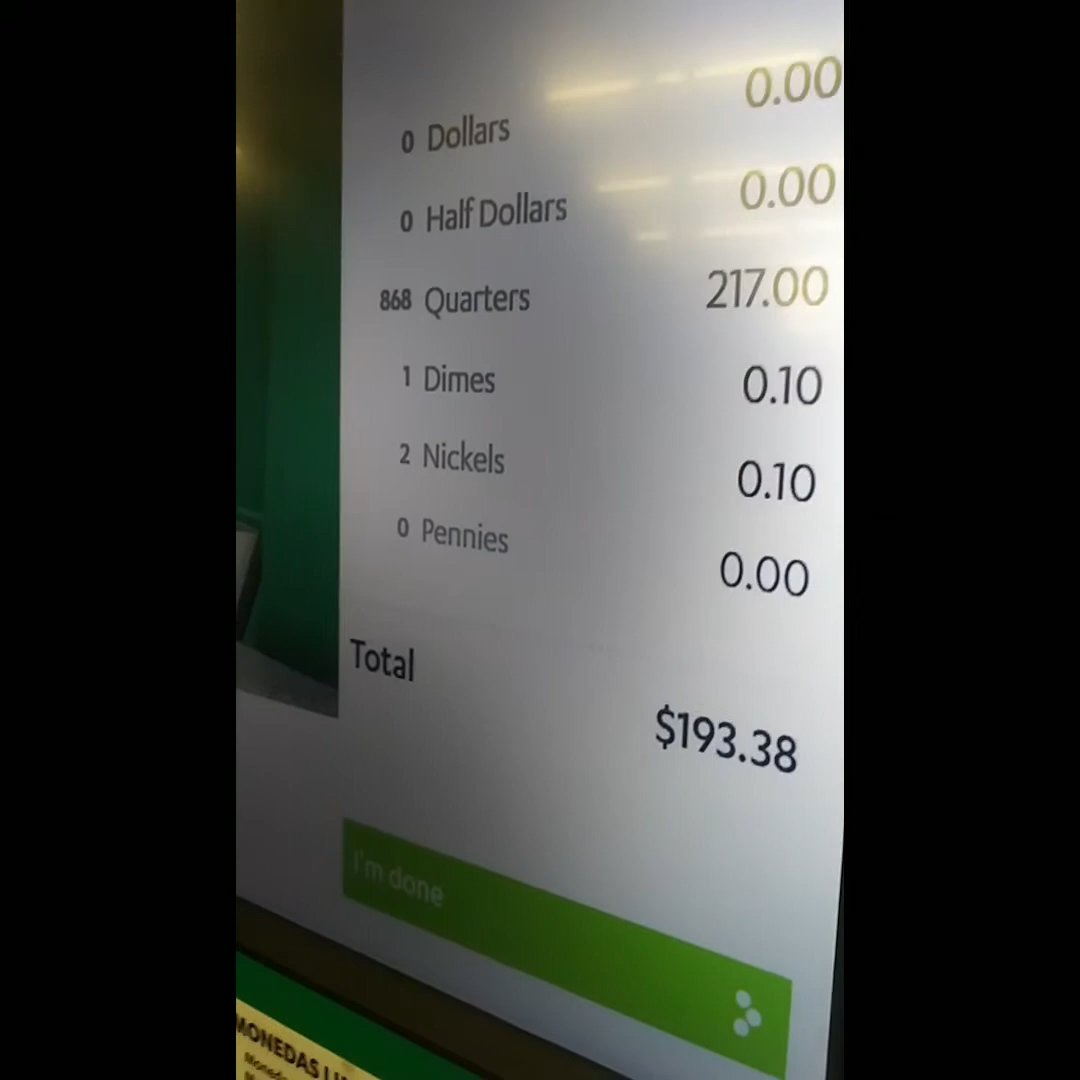 0 Dollars 0.00
0 Half Dollars 0.00
868 Quarters 217.00
1 Dimes 0.10
2 Nickels 0.10
0 Pennies 0.00
Total
$193.38
I'm done
MONEDAS